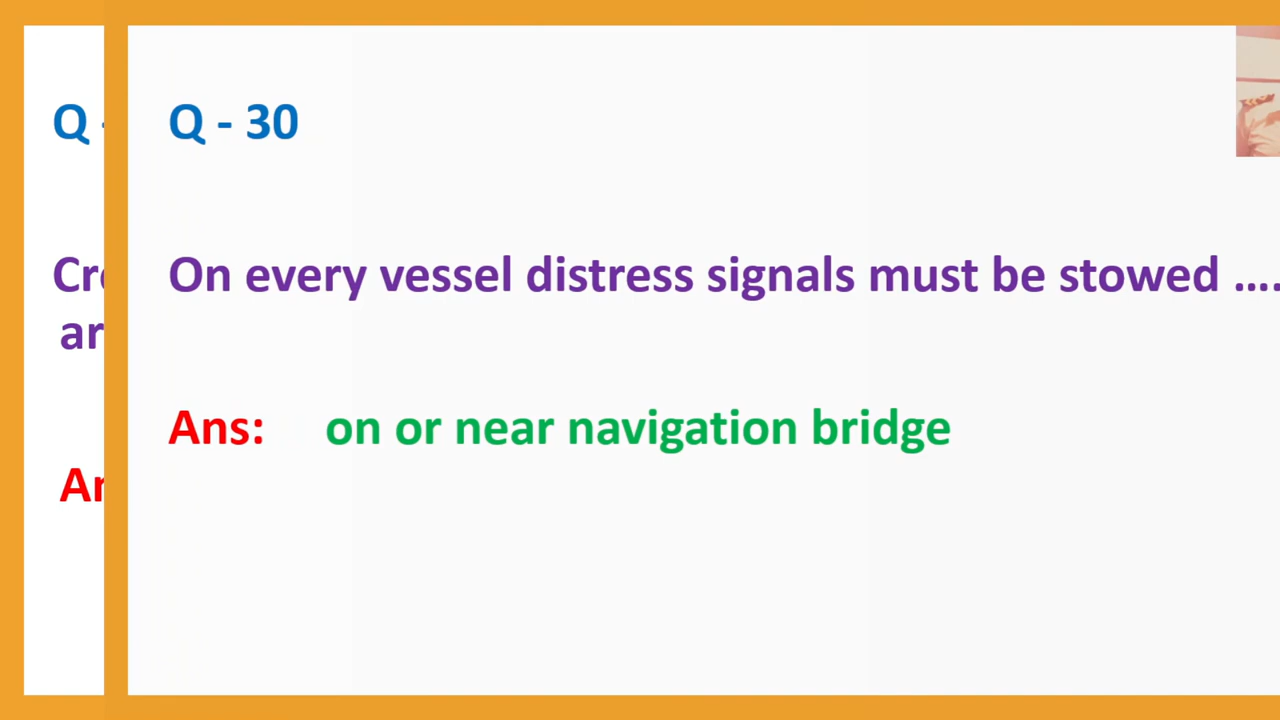 Q - 30
On every vessel distress signals must be stowed ....
Ans: on or near navigation bridge
Q -